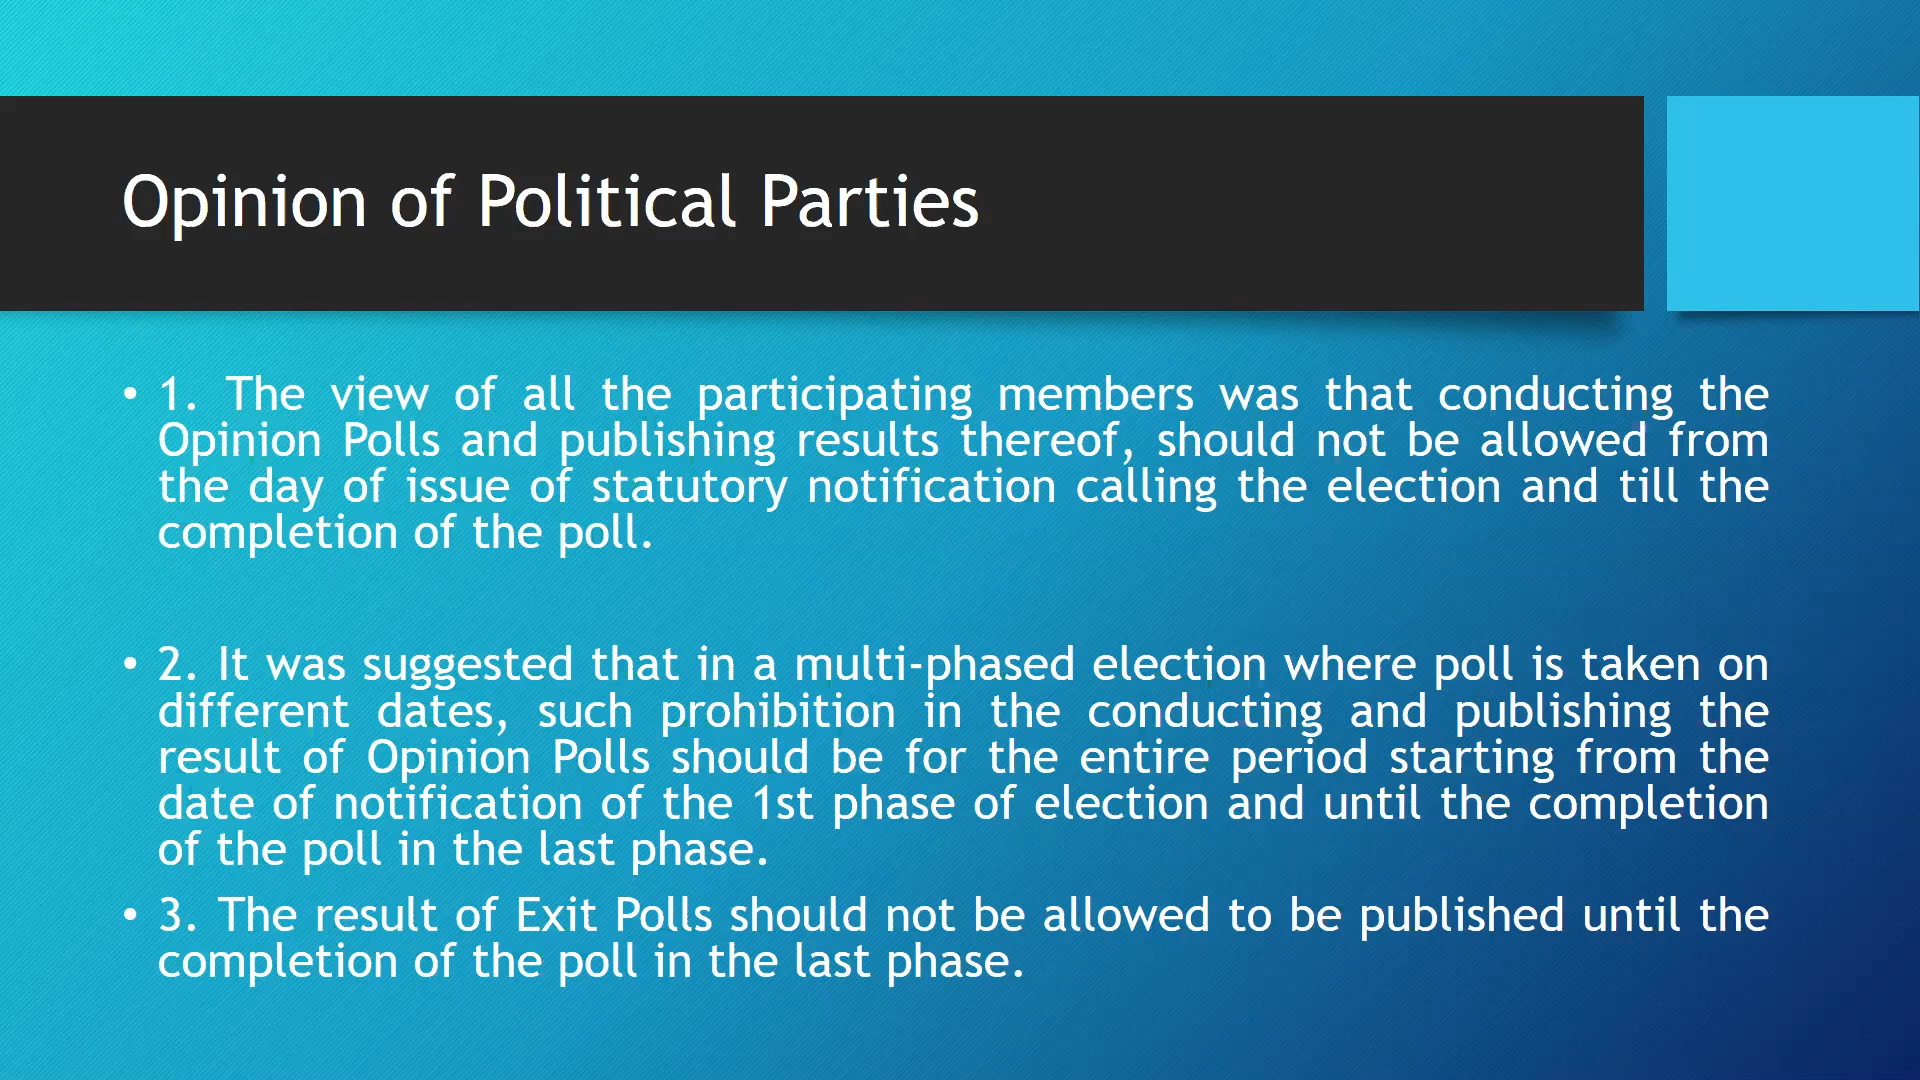 Opinion of Political Parties
• 1. The view of all the participating members was that conducting the
Opinion Polls and publishing results thereof, should not be allowed from
the day of issue of statutory notification calling the election and till the
completion of the poll.
• 2. It was suggested that in a multi-phased election where poll is taken on
different dates, such prohibition in the conducting and publishing the
result of Opinion Polls should be for the entire period starting from the
date of notification of the 1st phase of election and until the completion
of the poll in the last phase.
• 3. The result of Exit Polls should not be allowed to be published until the
completion of the poll in the last phase.